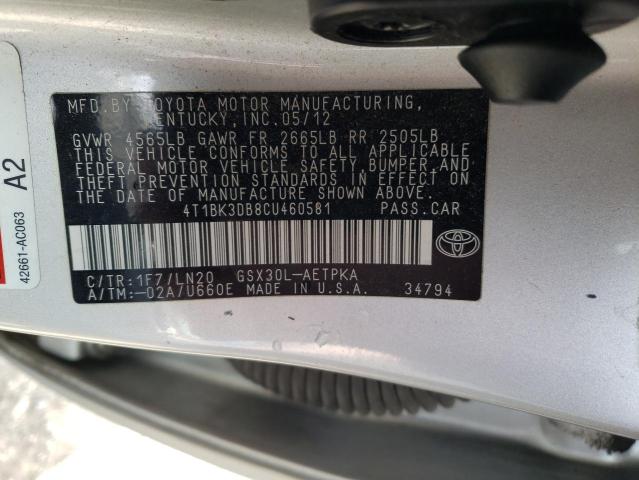 MFD.BY TOYOTA MOTOR MANUFACTURING,
KENTUCKY, INC. 05/12
GVWR 4565LB GAWR FR 2665LB RR 2505LB
THIS VEHICLE CONFORMS TO ALL APPLICABLE
FEDERAL MOTOR VEHICLE SAFETY, BUMPER, AND
THEFT PREVENTION STANDARDS IN EFFECT ON
THE DATE OF MANUFACTURE SHOWN ABOVE.
4T1BK3DB8CU460581 PASS.CAR
C/TR:1F7/LN20 GSX30L-AETPKA
A/TM:-02A/U660E MADE IN U.S.A. 34794
TOYOTA
A2
42661-AC063